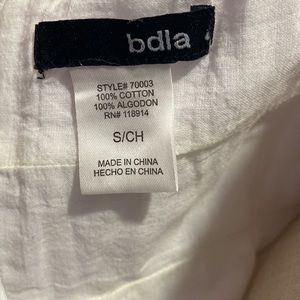 bdla
STYLE# 70003
100% COTTON
100% ALGODON
RN# 118914
S/CH
MADE IN CHINA
HECHO EN CHINA